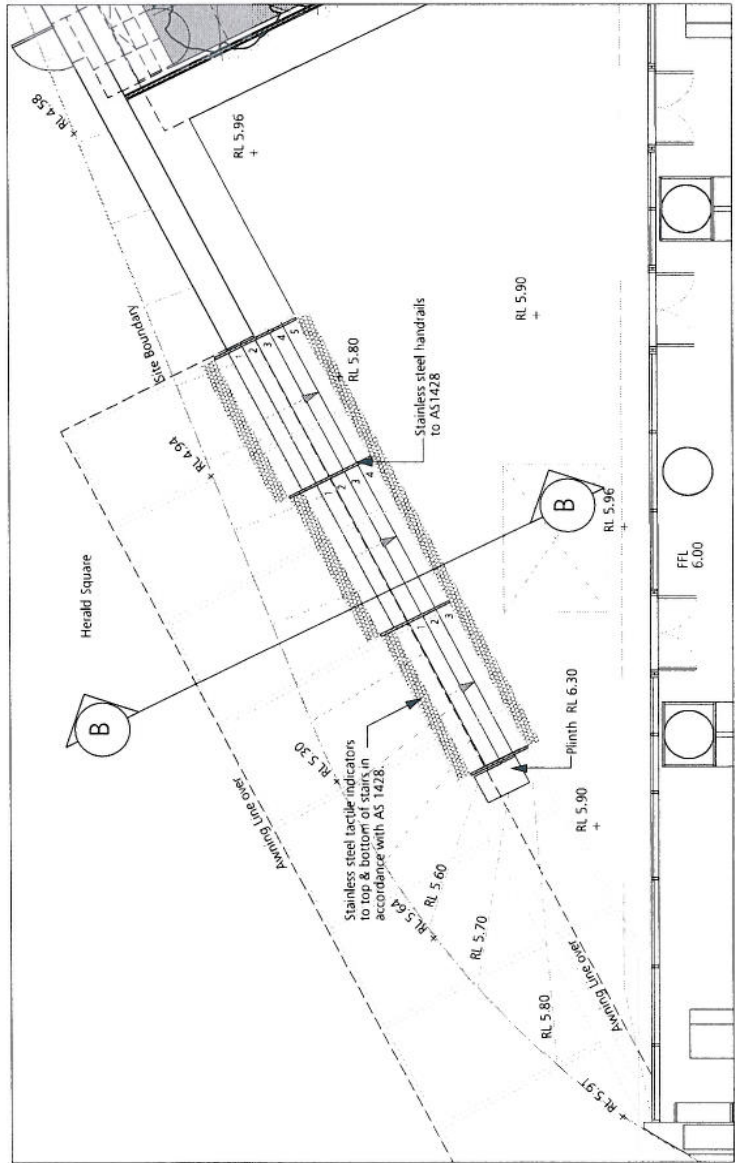 RL 4.58
Herald Square
B
Site Boundary
RL 4.94
Awning Line over
RL 5.96
RL 5.30
1
2
3
4
5
1
2
3
4
1
2
3
Stainless steel tactile indicators
to top & bottom of stairs in
accordance with AS 1428.
RL 5.80
RL 5.64
RL 5.60
Stainless steel handrails
to AS1428
RL 5.70
RL 5.90
RL 5.80
B
Plinth RL 6.30
RL 5.90
Awning Line over
RL 5.91
RL 5.96
FFL
6.00